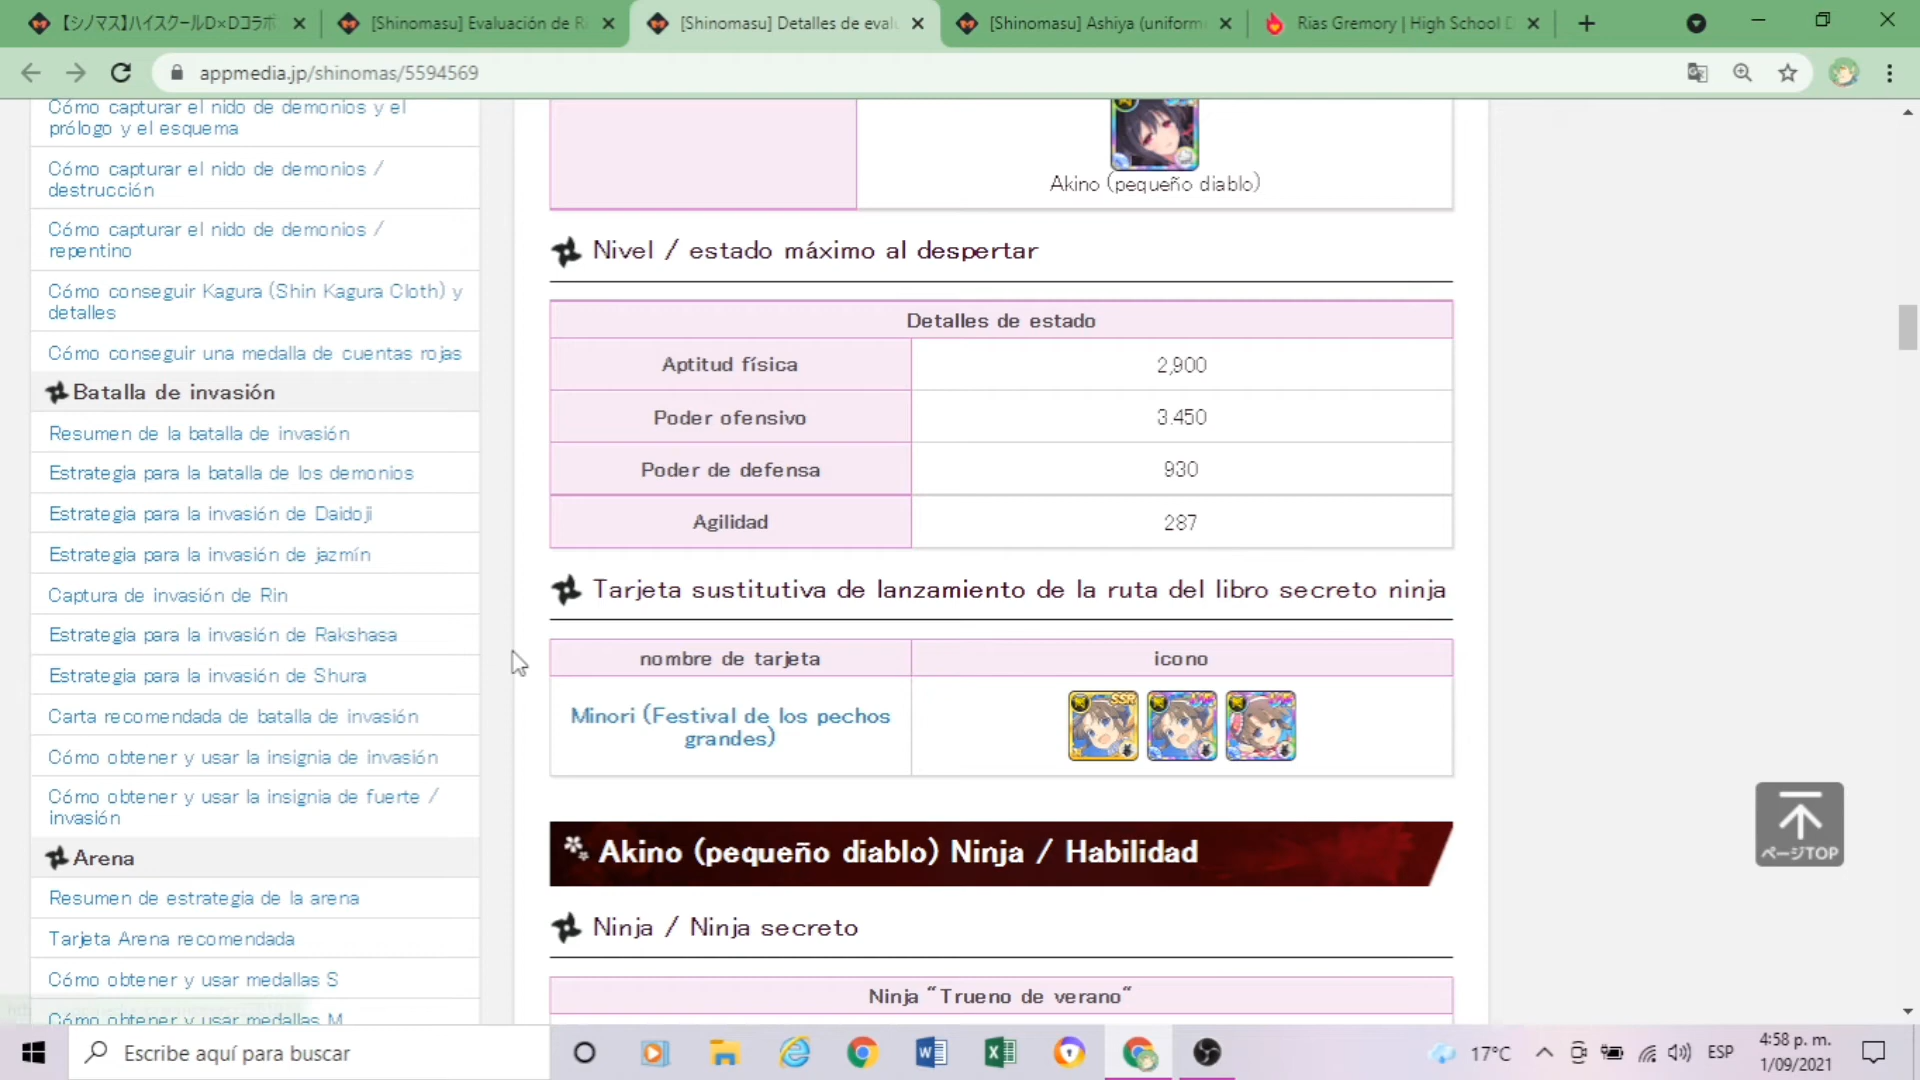 【シノマス】ハイスクールD×Dコラボ
[Shinomasu] Evaluación de R
[Shinomasu] Detalles de eval
[Shinomasu] Ashiya (uniform
Rias Gremory | High School D
appmedia.jp/shinomas/5594569
Cómo capturar el nido de demonios y el
prólogo y el esquema
Cómo capturar el nido de demonios /
destrucción
Cómo capturar el nido de demonios /
repentino
Cómo conseguir Kagura (Shin Kagura Cloth) y
detalles
Cómo conseguir una medalla de cuentas rojas
Batalla de invasión
Resumen de la batalla de invasión
Estrategia para la batalla de los demonios
Estrategia para la invasión de Daidoji
Estrategia para la invasión de jazmín
Captura de invasión de Rin
Estrategia para la invasión de Rakshasa
Estrategia para la invasión de Shura
Carta recomendada de batalla de invasión
Cómo obtener y usar la insignia de invasión
Cómo obtener y usar la insignia de fuerte /
invasión
Arena
Resumen de estrategia de la arena
Tarjeta Arena recomendada
Cómo obtener y usar medallas S
Cómo obtener y usar medallas M
Akino (pequeño diablo)
Nivel / estado máximo al despertar
Detalles de estado
Aptitud física 2,900
Poder ofensivo 3.450
Poder de defensa 930
Agilidad 287
Tarjeta sustitutiva de lanzamiento de la ruta del libro secreto ninja
nombre de tarjeta icono
Minori (Festival de los pechos
grandes)
SSR
Akino (pequeño diablo) Ninja / Habilidad
Ninja / Ninja secreto
Ninja "Trueno de verano"
ページTOP
Escribe aquí para buscar
17°C
ESP
4:58 p. m.
1/09/2021